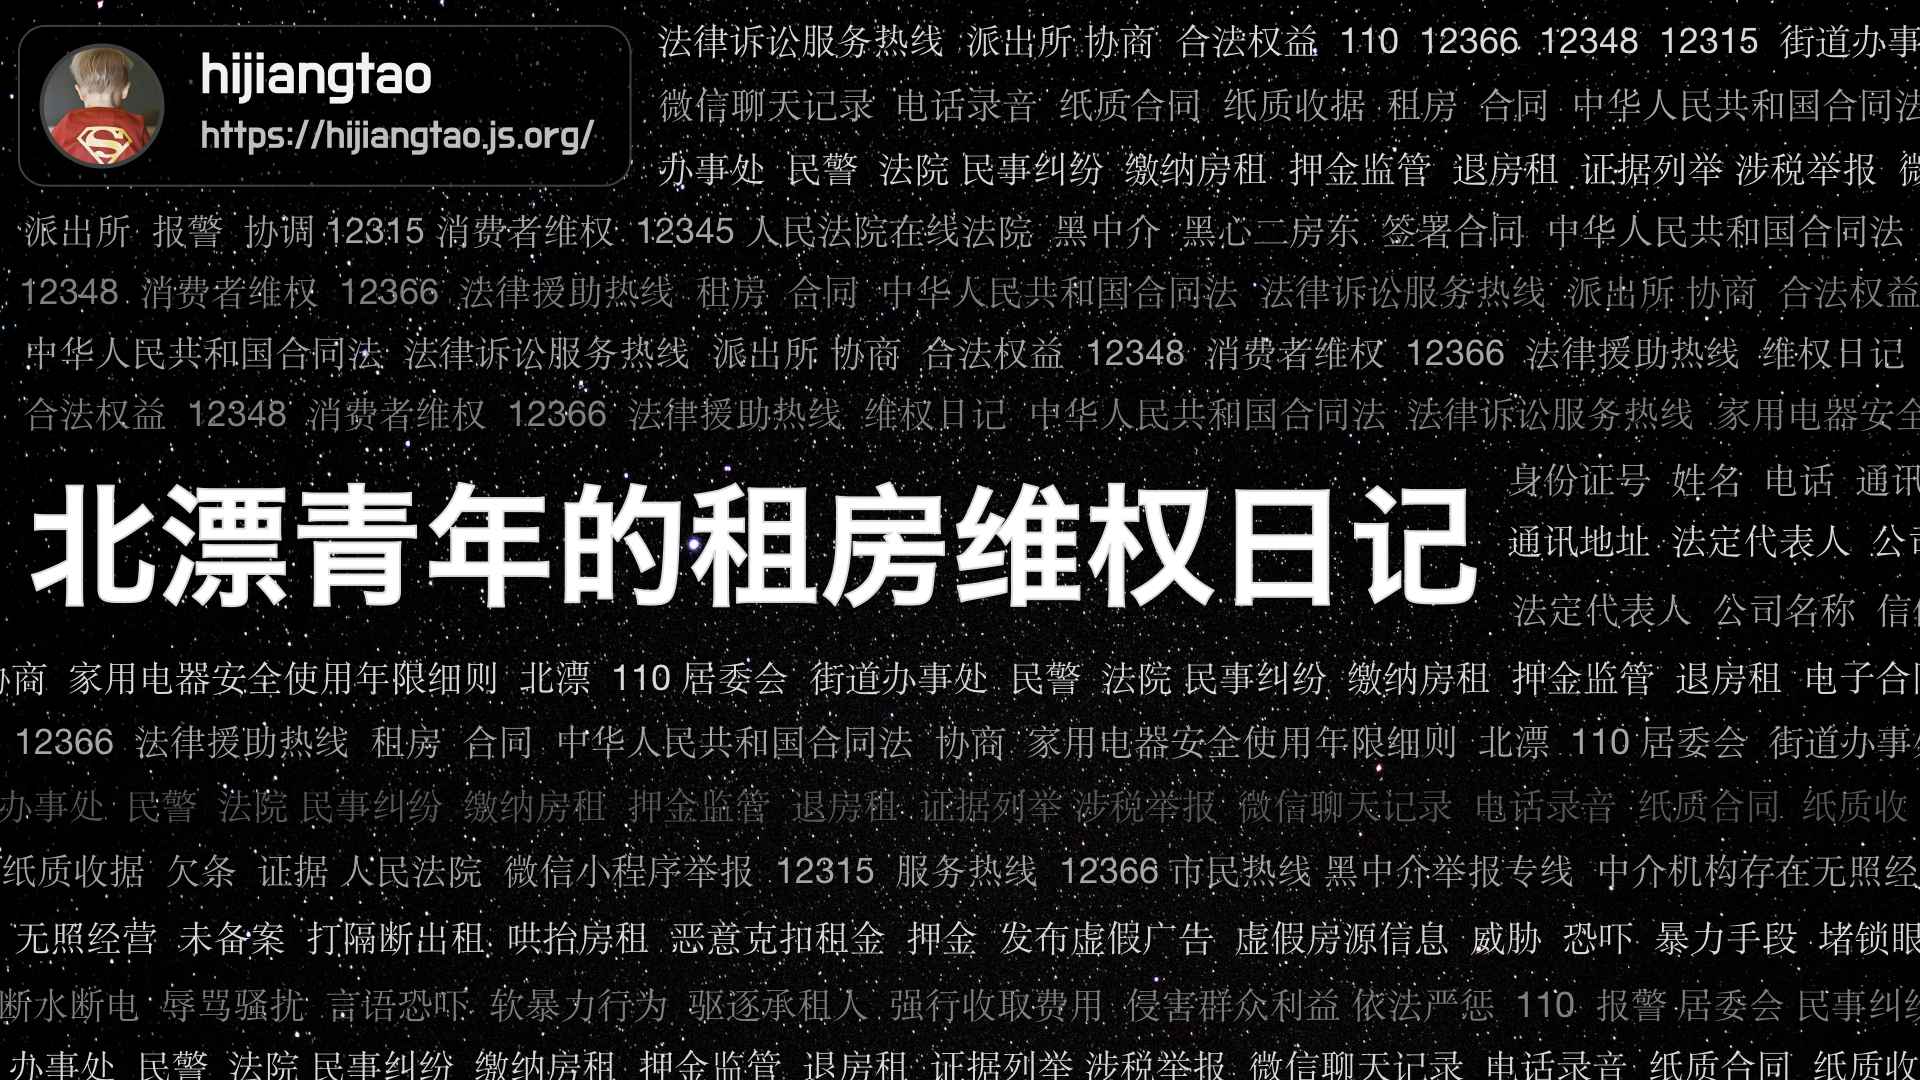 hijiangtao
https://hijiangtao.js.org/
法律诉讼服务热线 派出所 协商 合法权益 110 12366 12348 12315 街道办事
微信聊天记录 电话录音 纸质合同 纸质收据 租房 合同 中华人民共和国合同法
办事处 民警 法院 民事纠纷 缴纳房租 押金监管 退房租 证据列举 涉税举报 微
派出所 报警 协调 12315 消费者维权 12345 人民法院在线法院 黑中介 黑心二房东 签署合同 中华人民共和国合同法
12348 消费者维权 12366 法律援助热线 租房 合同 中华人民共和国合同法 法律诉讼服务热线 派出所 协商 合法权益
中华人民共和国合同法 法律诉讼服务热线 派出所 协商 合法权益 12348 消费者维权 12366 法律援助热线 维权日记
合法权益 12348 消费者维权 12366 法律援助热线 维权日记 中华人民共和国合同法 法律诉讼服务热线 家用电器安全
北漂青年的租房维权日记
身份证号 姓名 电话 通讯
通讯地址 法定代表人 公司
法定代表人 公司名称 信
协商 家用电器安全使用年限细则 北漂 110 居委会 街道办事处 民警 法院 民事纠纷 缴纳房租 押金监管 退房租 电子合同
12366 法律援助热线 租房 合同 中华人民共和国合同法 协商 家用电器安全使用年限细则 北漂 110 居委会 街道办事处
办事处 民警 法院 民事纠纷 缴纳房租 押金监管 退房租 证据列举 涉税举报 微信聊天记录 电话录音 纸质合同 纸质收
纸质收据 欠条 证据 人民法院 微信小程序举报 12315 服务热线 12366 市民热线 黑中介举报专线 中介机构存在无照经
无照经营 未备案 打隔断出租 哄抬房租 恶意克扣租金 押金 发布虚假广告 虚假房源信息 威胁 恐吓 暴力手段 堵锁眼
断水断电 辱骂骚扰 言语恐吓 软暴力行为 驱逐承租人 强行收取费用 侵害群众利益 依法严惩 110 报警 居委会 民事纠纷
办事处 民警 法院 民事纠纷 缴纳房租 押金监管 退房租 证据列举 涉税举报 微信聊天记录 电话录音 纸质合同 纸质收